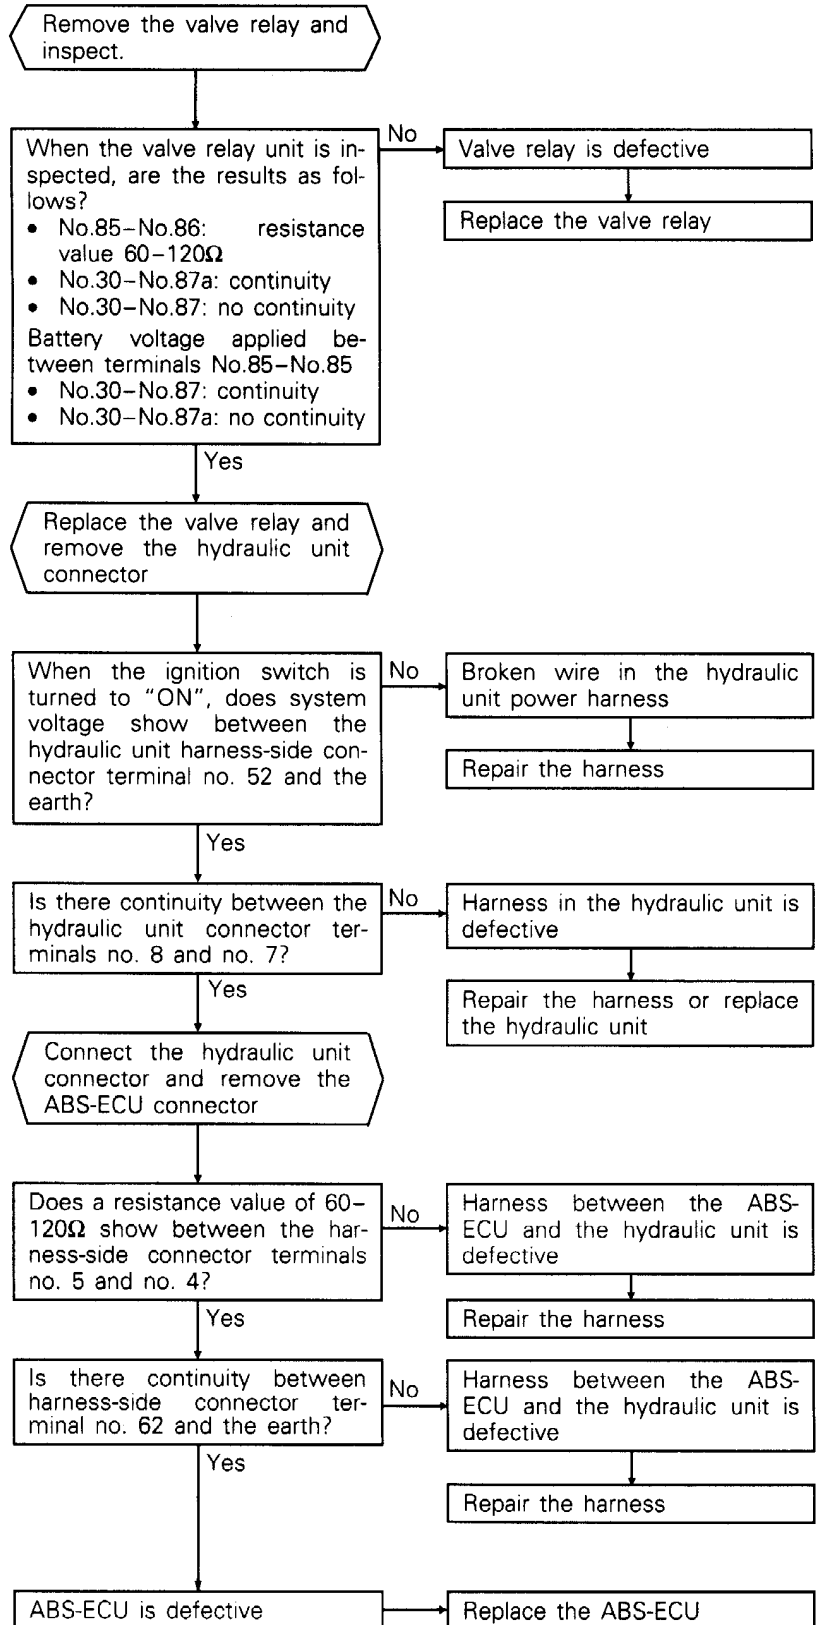 Remove the valve relay and
inspect.
When the valve relay unit is in-
spected, are the results as fol-
lows?
• No.85–No.86: resistance
value 60–120Ω
• No.30–No.87a: continuity
• No.30–No.87: no continuity
Battery voltage applied be-
tween terminals No.85–No.85
• No.30–No.87: continuity
• No.30–No.87a: no continuity
No
Valve relay is defective
Replace the valve relay
Yes
Replace the valve relay and
remove the hydraulic unit
connector
When the ignition switch is
turned to “ON”, does system
voltage show between the
hydraulic unit harness-side con-
nector terminal no. 52 and the
earth?
No
Broken wire in the hydraulic
unit power harness
Repair the harness
Yes
Is there continuity between the
hydraulic unit connector ter-
minals no. 8 and no. 7?
No
Harness in the hydraulic unit is
defective
Repair the harness or replace
the hydraulic unit
Yes
Connect the hydraulic unit
connector and remove the
ABS-ECU connector
Does a resistance value of 60–
120Ω show between the har-
ness-side connector terminals
no. 5 and no. 4?
No
Harness between the ABS-
ECU and the hydraulic unit is
defective
Repair the harness
Yes
Is there continuity between
harness-side connector ter-
minal no. 62 and the earth?
No
Harness between the ABS-
ECU and the hydraulic unit is
defective
Repair the harness
Yes
ABS-ECU is defective
Replace the ABS-ECU